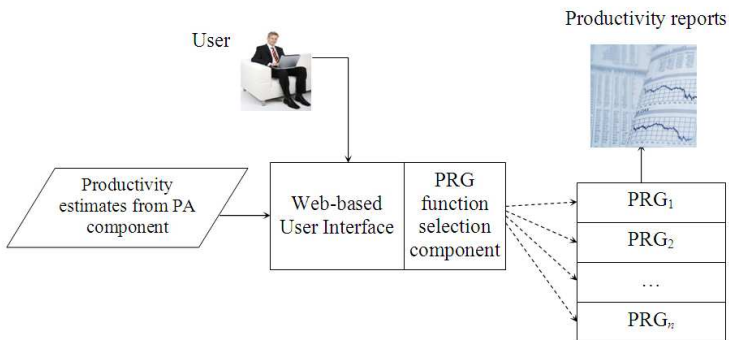 Productivity reports
User
Productivity
estimates from PA
component
Web-based
User Interface
PRG
function
selection
component
PRG₁
PRG₂
…
PRGₙ